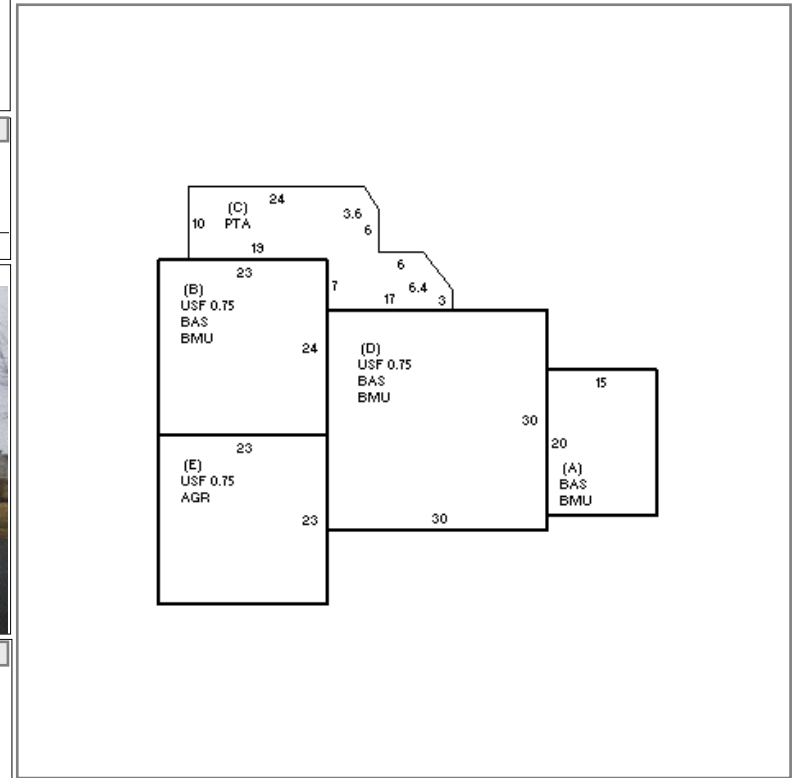 24
(C)
PTA
10
3.6
6
19
6
6.4
7
17
3
23
(B)
USF 0.75
BAS
BMU
24
(D)
USF 0.75
BAS
BMU
30
30
15
20
(A)
BAS
BMU
23
(E)
USF 0.75
AGR
23